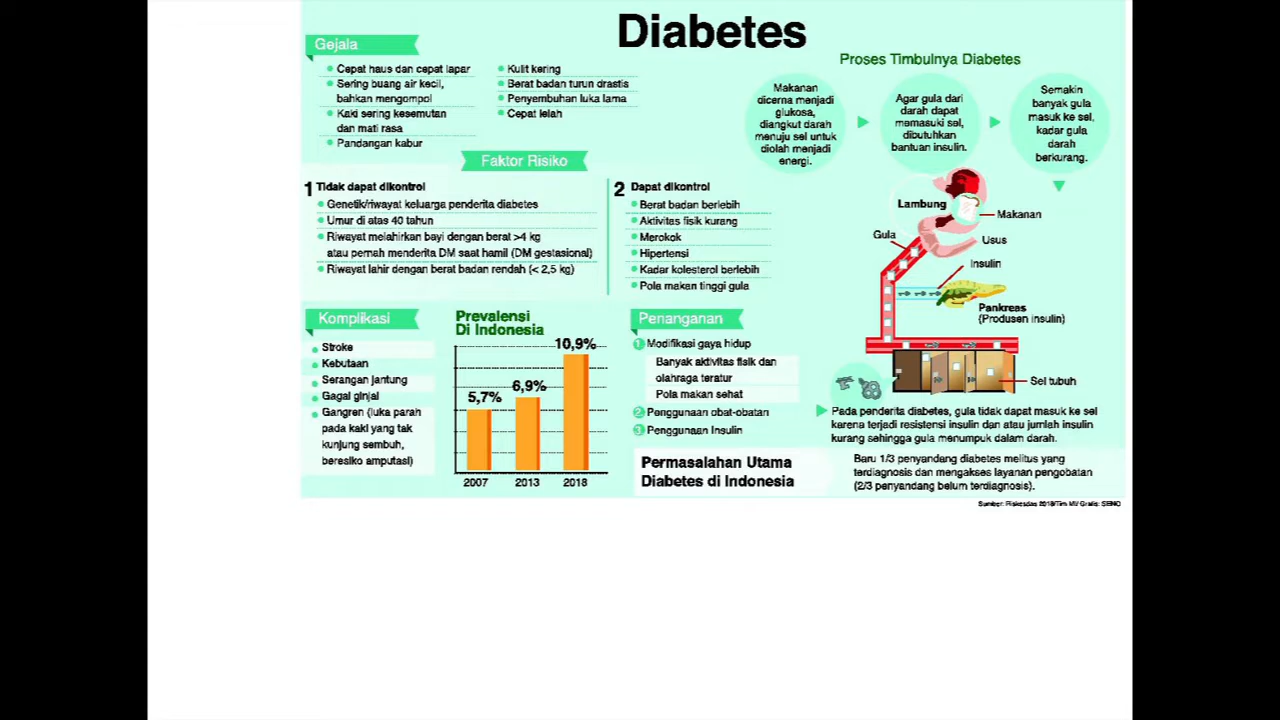 Diabetes
Gejala
Cepat haus dan cepat lapar
Sering buang air kecil,
bahkan mengompol
Kaki sering kesemutan
dan mati rasa
Pandangan kabur
Kulit kering
Berat badan turun drastis
Penyembuhan luka lama
Cepat lelah
Faktor Risiko
1 Tidak dapat dikontrol
Genetik/riwayat keluarga penderita diabetes
Umur di atas 40 tahun
Riwayat melahirkan bayi dengan berat >4 kg
atau pernah menderita DM saat hamil (DM gestasional)
Riwayat lahir dengan berat badan rendah (< 2,5 kg)
2 Dapat dikontrol
Berat badan berlebih
Aktivitas fisik kurang
Merokok
Hipertensi
Kadar kolesterol berlebih
Pola makan tinggi gula
Komplikasi
Stroke
Kebutaan
Serangan jantung
Gagal ginjal
Gangren (luka parah
pada kaki yang tak
kunjung sembuh,
beresiko amputasi)
Prevalensi
Di Indonesia
5,7%
6,9%
10,9%
2007 2013 2018
Penanganan
1 Modifikasi gaya hidup
Banyak aktivitas fisik dan
olahraga teratur
Pola makan sehat
2 Penggunaan obat-obatan
3 Penggunaan Insulin
Permasalahan Utama
Diabetes di Indonesia
Proses Timbulnya Diabetes
Makanan
dicerna menjadi
glukosa,
diangkut darah
menuju sel untuk
diolah menjadi
energi.
Agar gula dari
darah dapat
memasuki sel,
dibutuhkan
bantuan insulin.
Semakin
banyak gula
masuk ke sel,
kadar gula
darah
berkurang.
Lambung
Makanan
Gula
Usus
Insulin
Pankreas
(Produsen insulin)
Sel tubuh
Pada penderita diabetes, gula tidak dapat masuk ke sel
karena terjadi resistensi insulin dan atau jumlah insulin
kurang sehingga gula menumpuk dalam darah.
Baru 1/3 penyandang diabetes melitus yang
terdiagnosis dan mengakses layanan pengobatan
(2/3 penyandang belum terdiagnosis).
Sumber: Riskesdas 2018/Tim MI/ Grafis: SENO